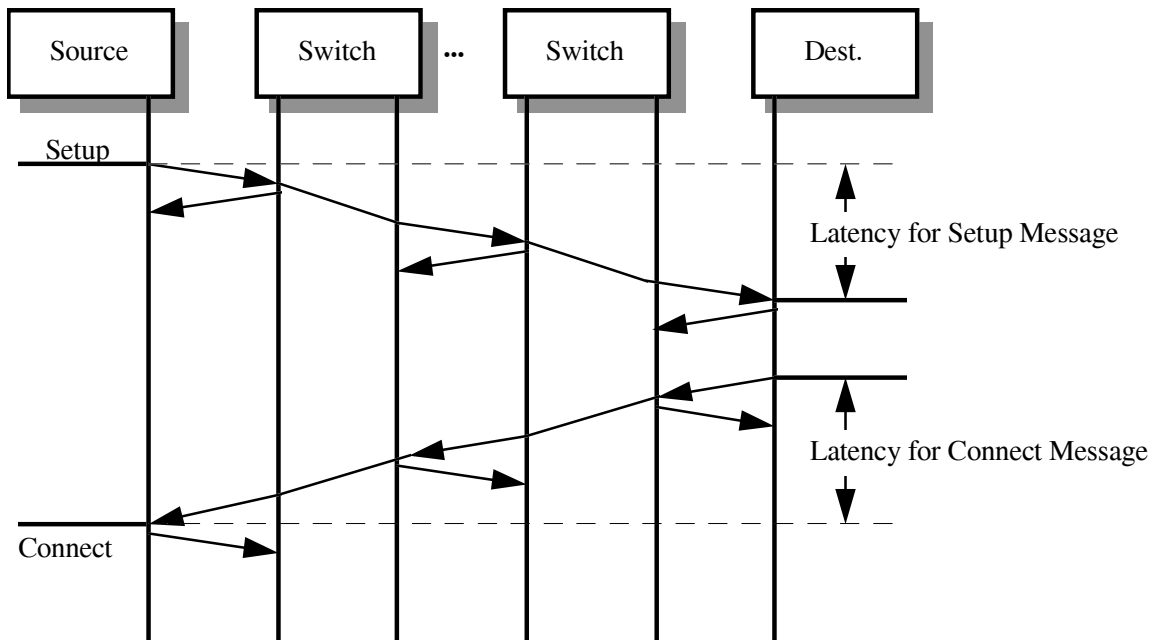 Source
Switch
...
Switch
Dest.
Setup
Latency for Setup Message
Latency for Connect Message
Connect